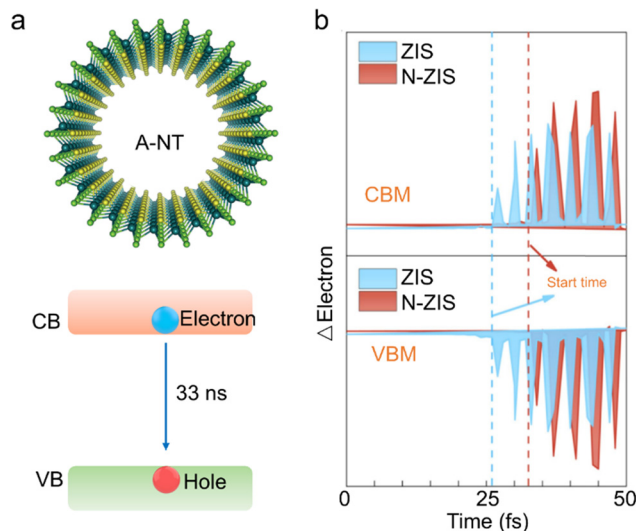 a
A-NT
CB
Electron
33 ns
VB
Hole
b
ZIS
N-ZIS
CBM
ZIS
N-ZIS
Start time
VBM
△ Electron
0
25
50
Time (fs)